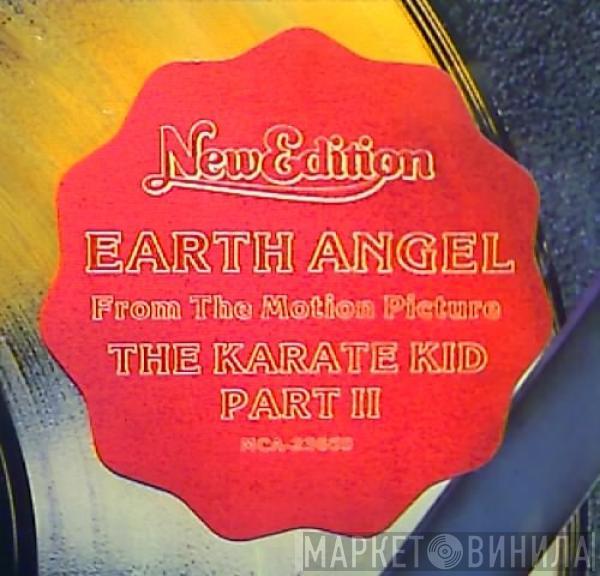 New Edition
EARTH ANGEL
From The Motion Picture
THE KARATE KID
PART II
МАРКЕТ ВИНИЛА